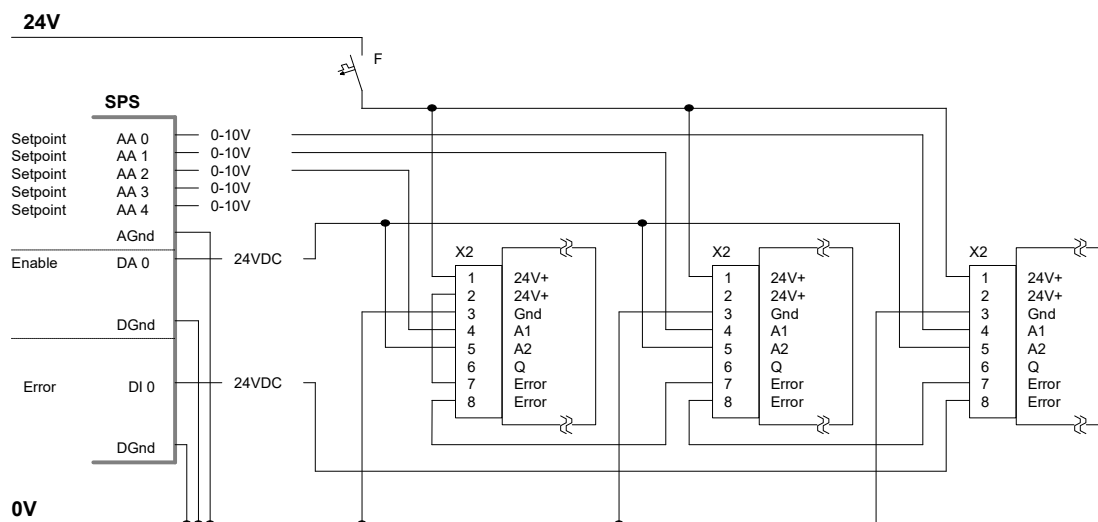 24V
F
SPS
Setpoint AA 0 0-10V
Setpoint AA 1 0-10V
Setpoint AA 2 0-10V
Setpoint AA 3 0-10V
Setpoint AA 4 0-10V
AGnd
Enable DA 0 24VDC
DGnd
Error DI 0 24VDC
DGnd
0V
X2
1 24V+
2 24V+
3 Gnd
4 A1
5 A2
6 Q
7 Error
8 Error
X2
1 24V+
2 24V+
3 Gnd
4 A1
5 A2
6 Q
7 Error
8 Error
X2
1 24V+
2 24V+
3 Gnd
4 A1
5 A2
6 Q
7 Error
8 Error